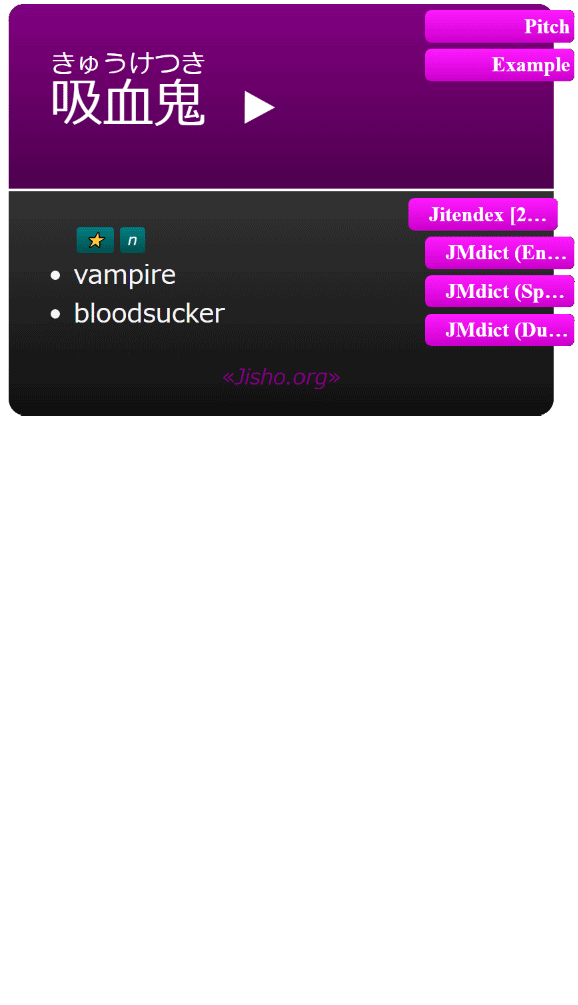 きゅうけつき
吸血鬼
Pitch
Example
Jitendex [2…
JMdict (En…
JMdict (Sp…
JMdict (Du…
n
vampire
bloodsucker
«Jisho.org»